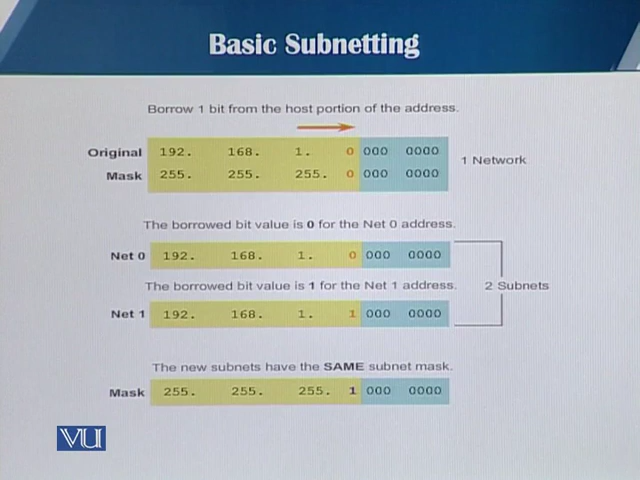 Basic Subnetting
Borrow 1 bit from the host portion of the address.
Original 192. 168. 1. 0 000 0000
Mask 255. 255. 255. 0 000 0000
1 Network
The borrowed bit value is 0 for the Net 0 address.
Net 0 192. 168. 1. 0 000 0000
The borrowed bit value is 1 for the Net 1 address.
2 Subnets
Net 1 192. 168. 1. 1 000 0000
The new subnets have the SAME subnet mask.
Mask 255. 255. 255. 1 000 0000
VU